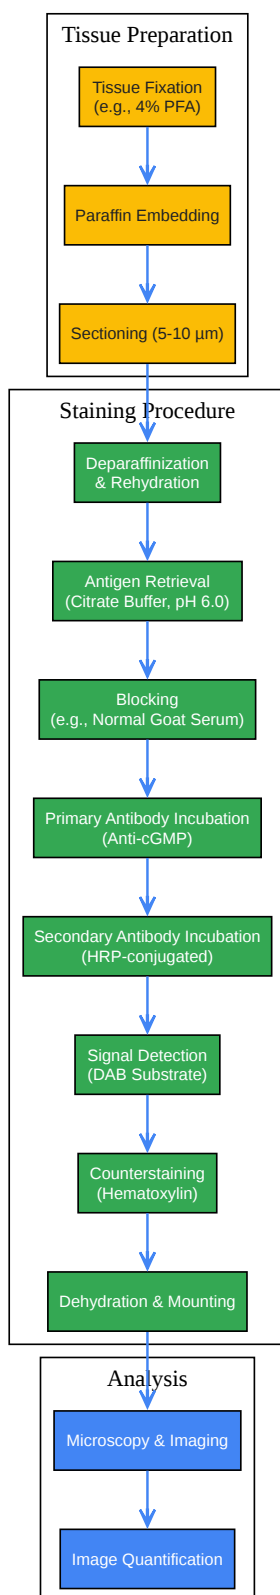 Tissue Preparation
Tissue Fixation
(e.g., 4% PFA)
Paraffin Embedding
Sectioning (5-10 µm)
Staining Procedure
Deparaffinization
& Rehydration
Antigen Retrieval
(Citrate Buffer, pH 6.0)
Blocking
(e.g., Normal Goat Serum)
Primary Antibody Incubation
(Anti-cGMP)
Secondary Antibody Incubation
(HRP-conjugated)
Signal Detection
(DAB Substrate)
Counterstaining
(Hematoxylin)
Dehydration & Mounting
Analysis
Microscopy & Imaging
Image Quantification